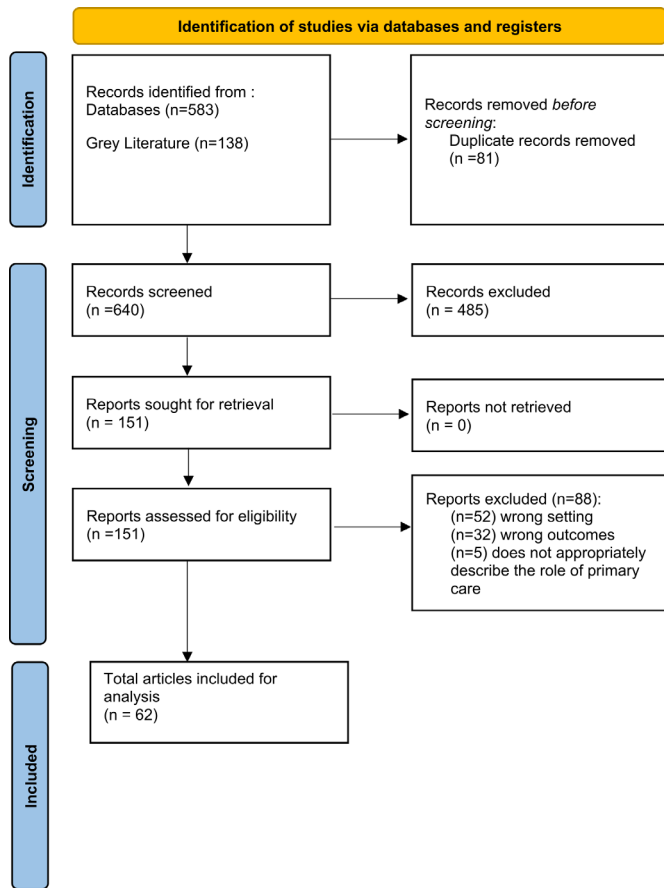 Identification of studies via databases and registers
Identification
Records identified from :
Databases (n=583)
Grey Literature (n=138)
Records removed before
screening:
Duplicate records removed
(n =81)
Screening
Records screened
(n =640)
Records excluded
(n = 485)
Reports sought for retrieval
(n = 151)
Reports not retrieved
(n = 0)
Reports assessed for eligibility
(n =151)
Reports excluded (n=88):
(n=52) wrong setting
(n=32) wrong outcomes
(n=5) does not appropriately
describe the role of primary
care
Included
Total articles included for
analysis
(n = 62)